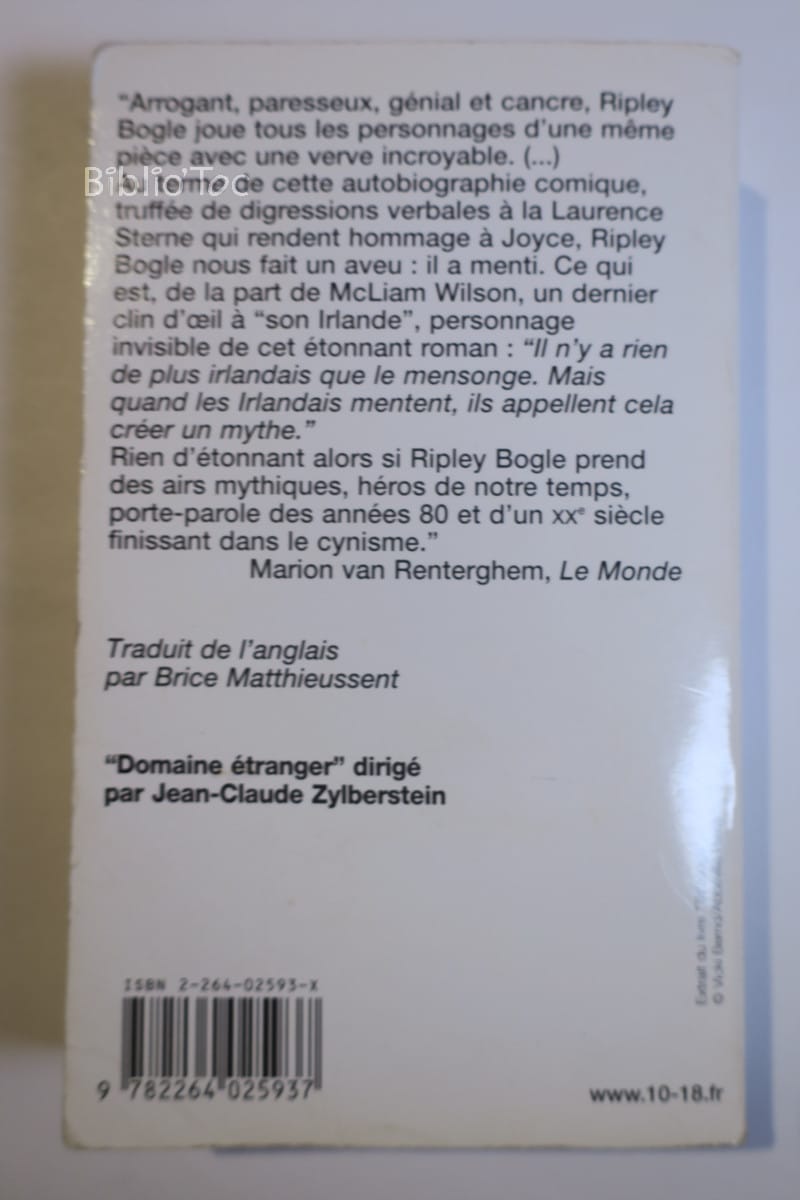 “Arrogant, paresseux, génial et cancre, Ripley
Bogle joue tous les personnages d’une même
pièce avec une verve incroyable. (...)
Au terme de cette autobiographie comique,
truffée de digressions verbales à la Laurence
Sterne qui rendent hommage à Joyce, Ripley
Bogle nous fait un aveu : il a menti. Ce qui
est, de la part de McLiam Wilson, un dernier
clin d’œil à “son Irlande”, personnage
invisible de cet étonnant roman : “Il n’y a rien
de plus irlandais que le mensonge. Mais
quand les Irlandais mentent, ils appellent cela
créer un mythe.”
Rien d’étonnant alors si Ripley Bogle prend
des airs mythiques, héros de notre temps,
porte-parole des années 80 et d’un XXe siècle
finissant dans le cynisme.”
Marion van Renterghem, Le Monde
Biblio'Toc
Traduit de l’anglais
par Brice Matthieussent
“Domaine étranger” dirigé
par Jean-Claude Zylberstein
Extrait du livre
© Vicki
ISBN 2-264-02593-X
9 782264 025937
www.10-18.fr